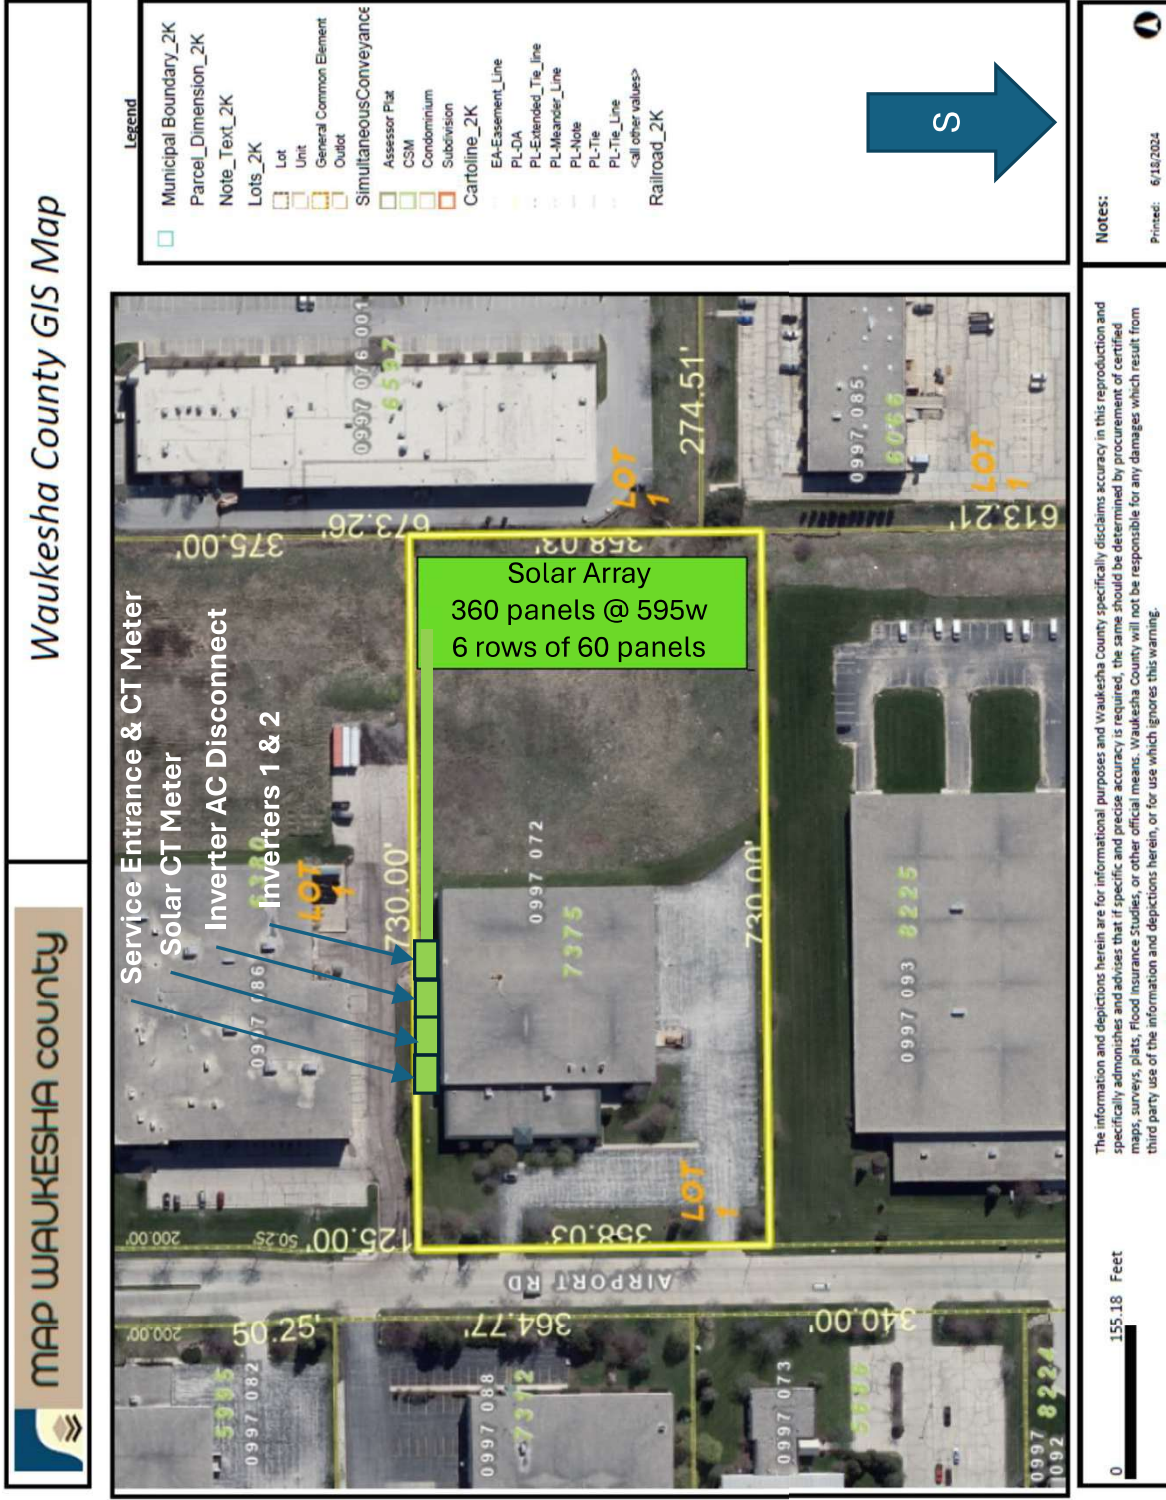 Waukesha County GIS Map
MAP WAUKESHA COUNTY
Legend
Municipal Boundary_2K
Parcel_Dimension_2K
Note_Text_2K
Lots_2K
Lot
Unit
General Common Element
Outlot
SimultaneousConveyance
Assessor Plat
CSM
Condominium
Subdivision
Cartoline_2K
EA-Easement_Line
PL-DA
PL-Extended_Tie_line
PL-Meander_Line
PL-Note
PL-Tie
PL-Tie_Line
<all other values>
Railroad_2K
S
Service Entrance & CT Meter
Solar CT Meter
Inverter AC Disconnect
Inverters 1 & 2
Solar Array
360 panels @ 595w
6 rows of 60 panels
0997 076 001
6597
LOT
1
673.26'
375.00'
274.51'
0997.085
LOT
1
613.21'
358.03'
LOT
1
0997 086
730.00'
0997 072
7375
730.00'
0997 093
8225
LOT
1
358.03'
200.00'
50.25'
125.00'
AIRPORT RD
200.00'
50.25'
364.77'
340.00'
5995
0997 082
0997 088
7372
0997 073
0997
092
8224
0
155.18 Feet
The information and depictions herein are for informational purposes and Waukesha County specifically disclaims accuracy in this reproduction and
specifically admonishes and advises that if specific and precise accuracy is required, the same should be determined by procurement of certified
maps, surveys, plats, Flood Insurance Studies, or other official means. Waukesha County will not be responsible for any damages which result from
third party use of the information and depictions herein, or for use which ignores this warning.
Notes:
Printed: 6/18/2024